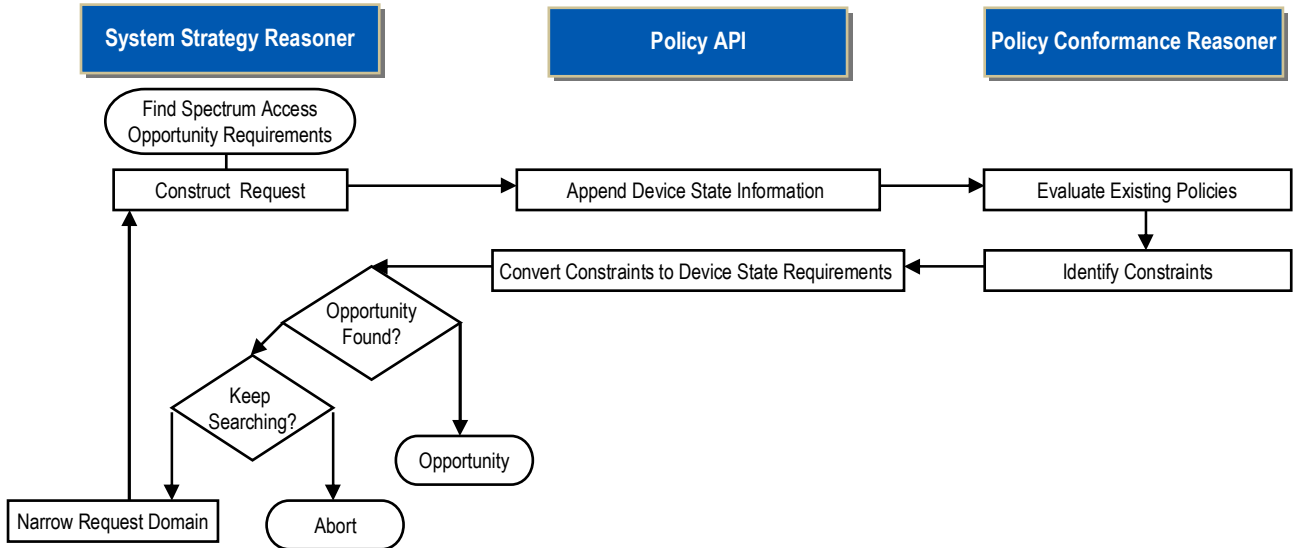 System Strategy Reasoner
Policy API
Policy Conformance Reasoner
Find Spectrum Access
Opportunity Requirements
Construct Request
Append Device State Information
Evaluate Existing Policies
Convert Constraints to Device State Requirements
Identify Constraints
Opportunity
Found?
Keep
Searching?
Opportunity
Narrow Request Domain
Abort